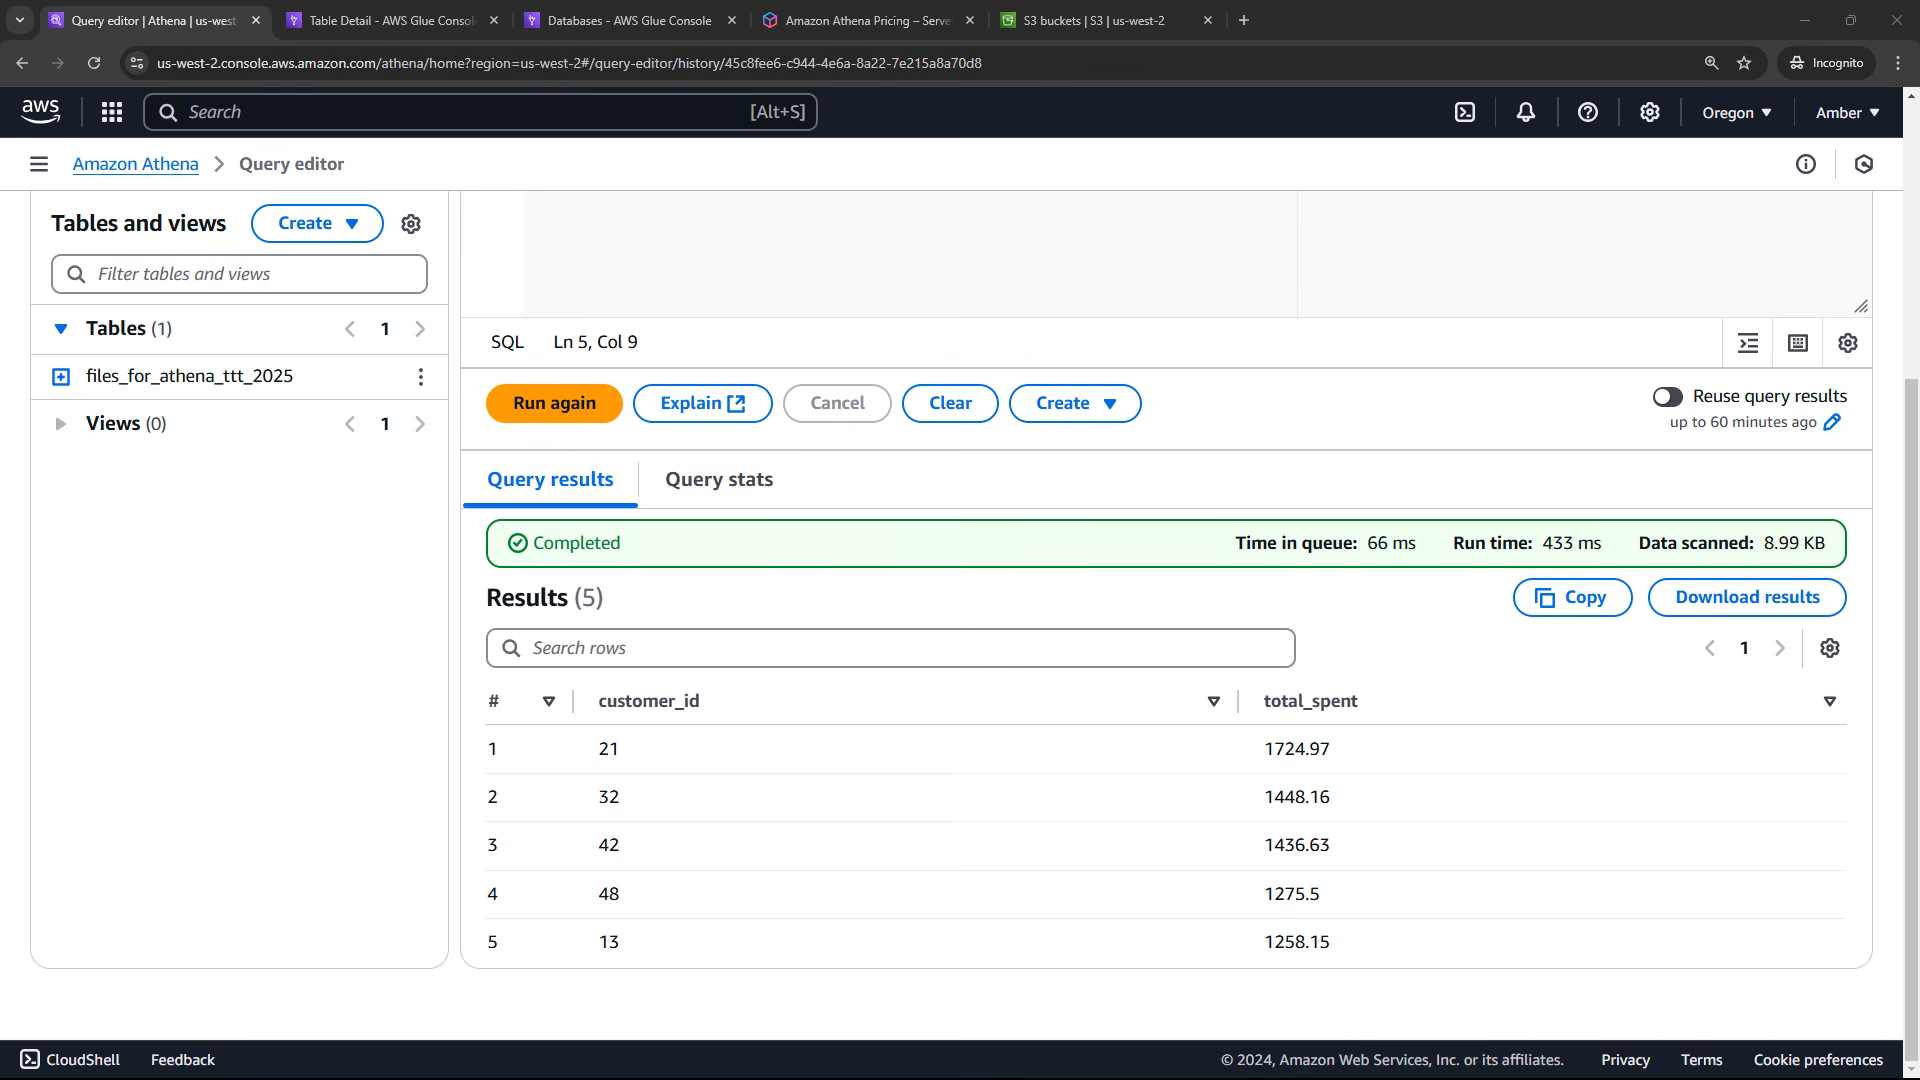 Query editor | Athena | us-west
Table Detail - AWS Glue Consol
Databases - AWS Glue Console
Amazon Athena Pricing – Serve
S3 buckets | S3 | us-west-2
us-west-2.console.aws.amazon.com/athena/home?region=us-west-2#/query-editor/history/45c8fee6-c944-4e6a-8a22-7e215a8a70d8
Incognito
aws
Search
[Alt+S]
Oregon
Amber
Amazon Athena
Query editor
Tables and views
Create
Filter tables and views
Tables (1)
1
files_for_athena_ttt_2025
Views (0)
1
SQL
Ln 5, Col 9
Run again
Explain
Cancel
Clear
Create
Reuse query results
up to 60 minutes ago
Query results
Query stats
Completed
Time in queue: 66 ms
Run time: 433 ms
Data scanned: 8.99 KB
Results (5)
Copy
Download results
Search rows
1
# customer_id total_spent
1 21 1724.97
2 32 1448.16
3 42 1436.63
4 48 1275.5
5 13 1258.15
CloudShell
Feedback
© 2024, Amazon Web Services, Inc. or its affiliates.
Privacy
Terms
Cookie preferences